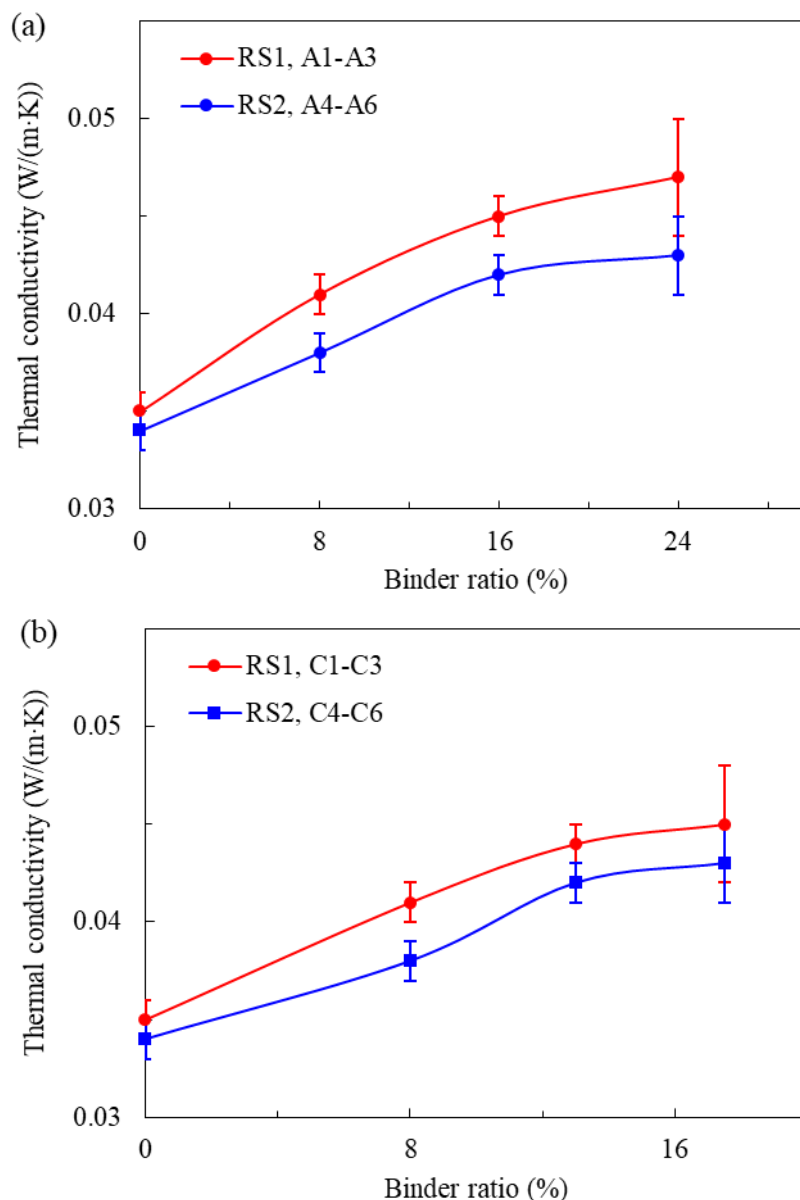 (a)
RS1, A1-A3
RS2, A4-A6
Thermal conductivity (W/(m·K))
0.05
0.04
0.03
0 8 16 24
Binder ratio (%)
(b)
RS1, C1-C3
RS2, C4-C6
Thermal conductivity (W/(m·K))
0.05
0.04
0.03
0 8 16
Binder ratio (%)